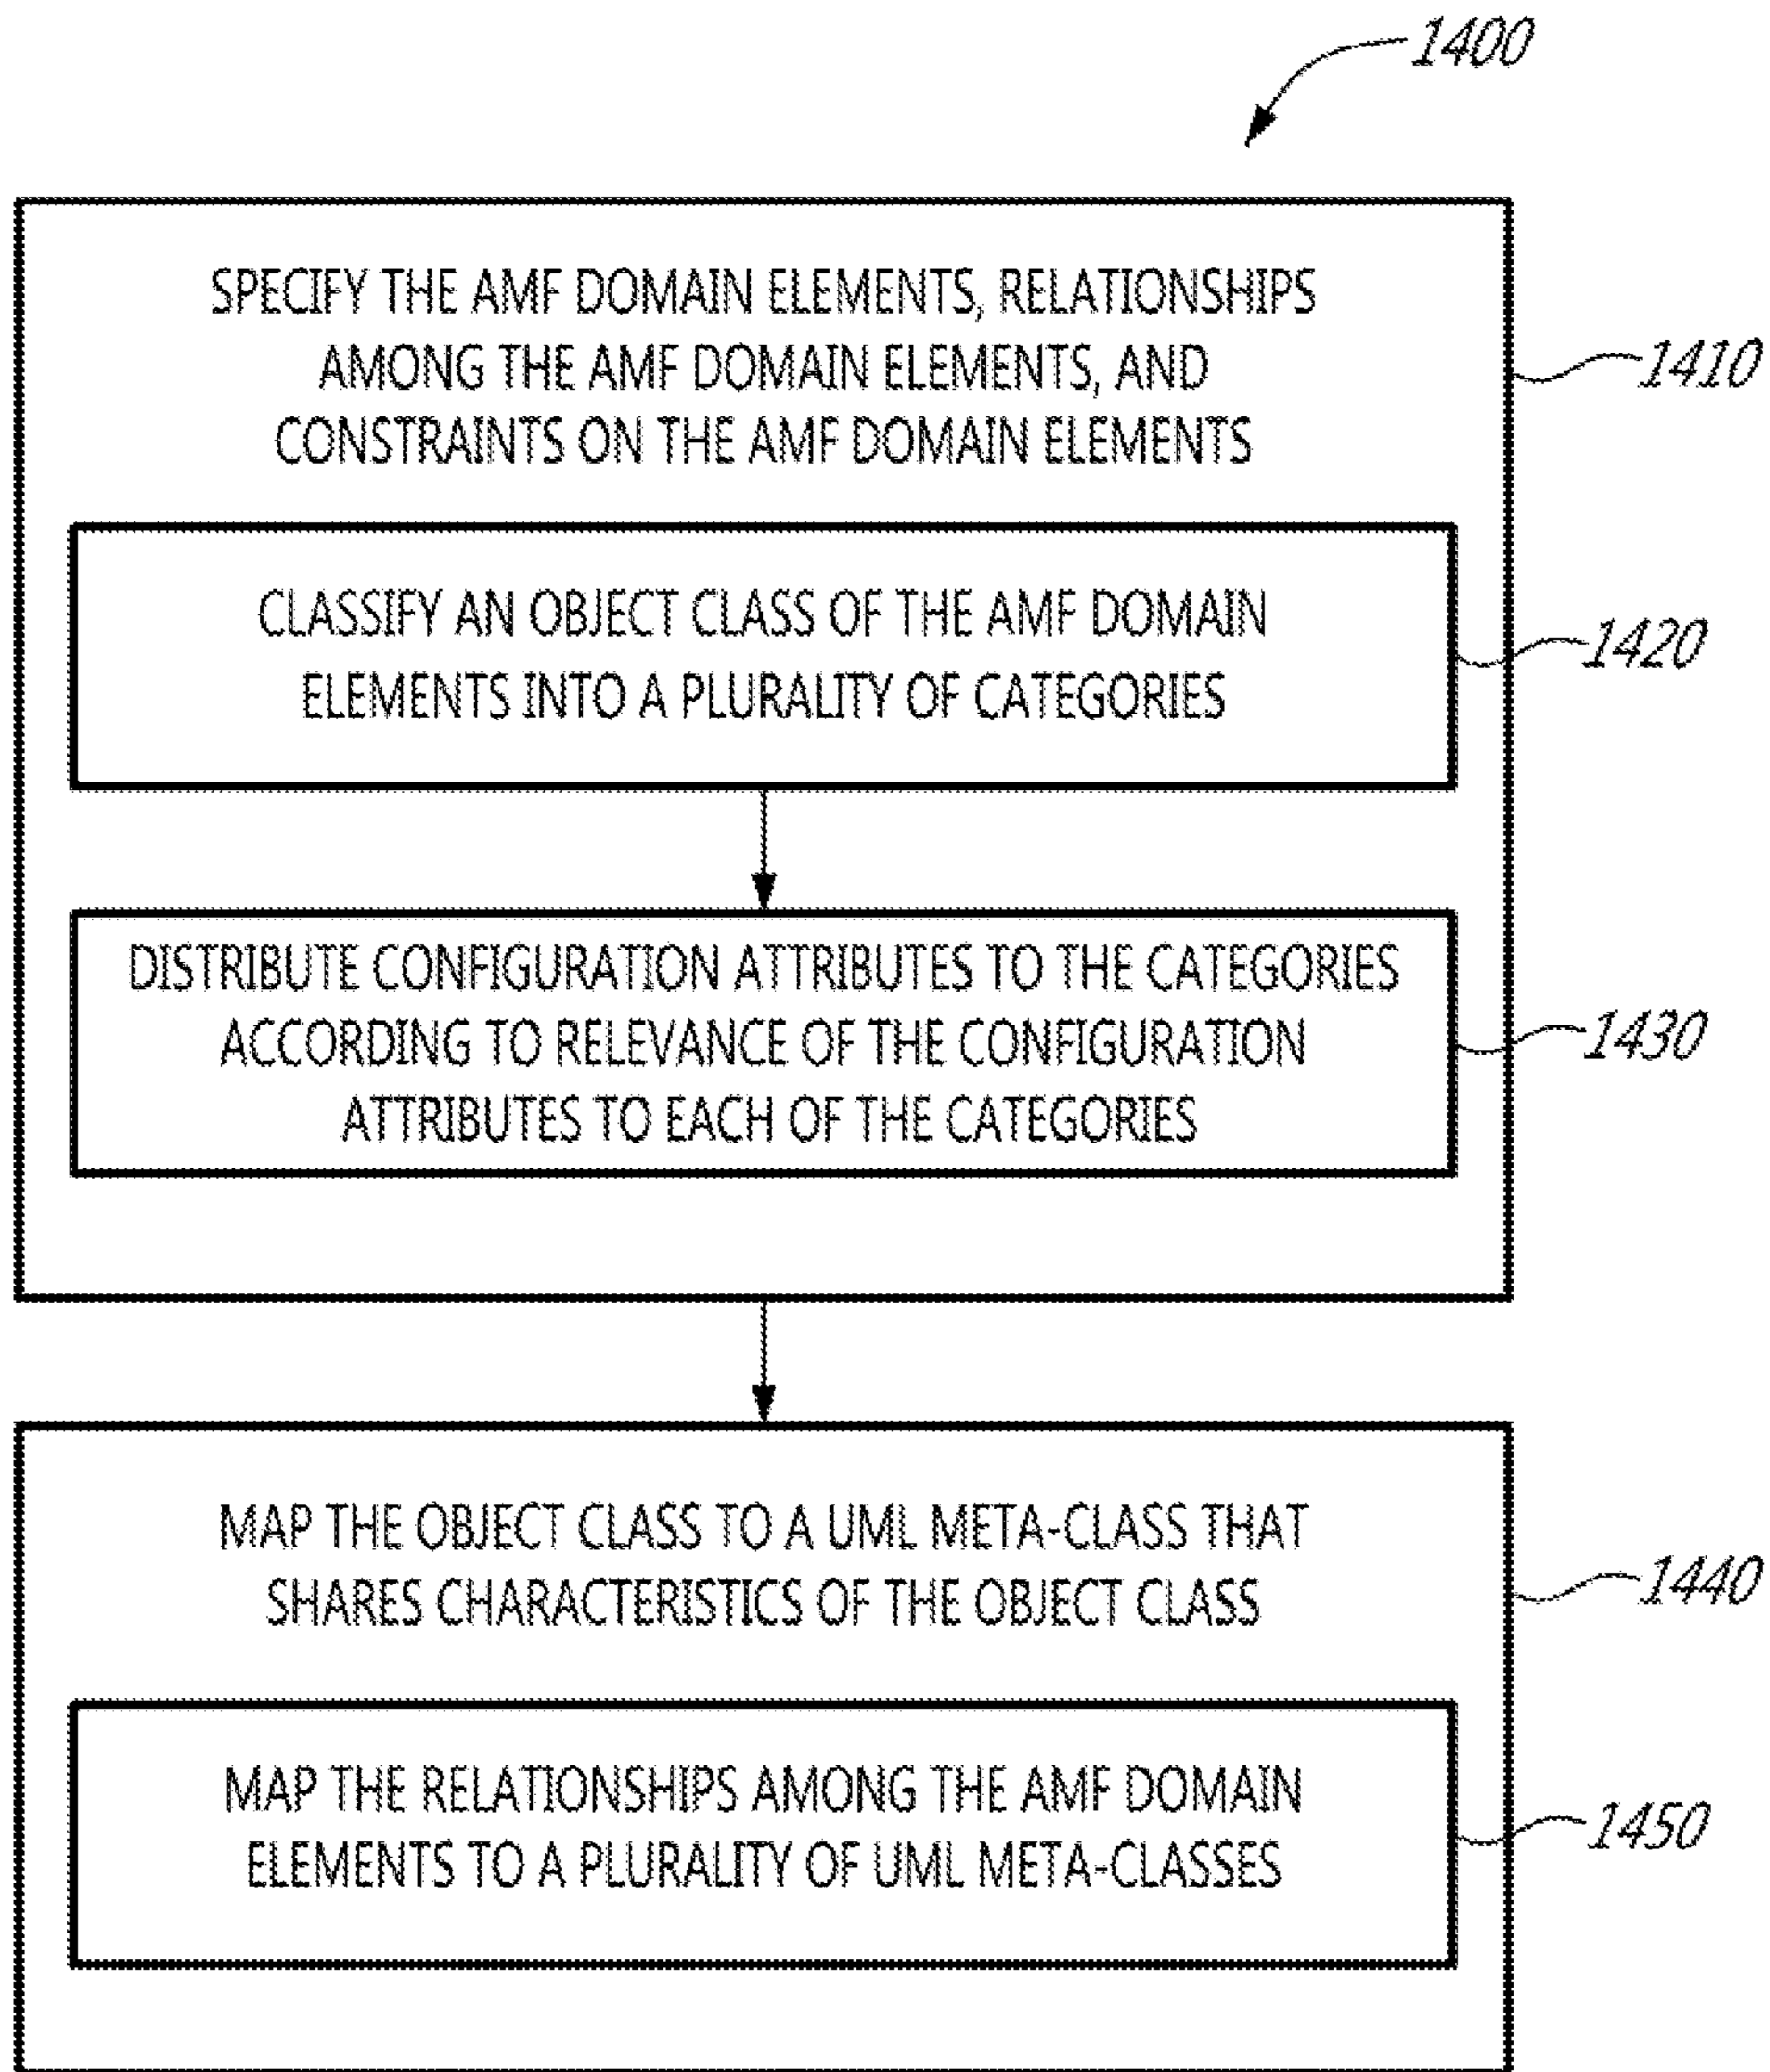 1400
SPECIFY THE AMF DOMAIN ELEMENTS, RELATIONSHIPS
AMONG THE AMF DOMAIN ELEMENTS, AND
CONSTRAINTS ON THE AMF DOMAIN ELEMENTS
1410
CLASSIFY AN OBJECT CLASS OF THE AMF DOMAIN
ELEMENTS INTO A PLURALITY OF CATEGORIES
1420
DISTRIBUTE CONFIGURATION ATTRIBUTES TO THE CATEGORIES
ACCORDING TO RELEVANCE OF THE CONFIGURATION
ATTRIBUTES TO EACH OF THE CATEGORIES
1430
MAP THE OBJECT CLASS TO A UML META-CLASS THAT
SHARES CHARACTERISTICS OF THE OBJECT CLASS
1440
MAP THE RELATIONSHIPS AMONG THE AMF DOMAIN
ELEMENTS TO A PLURALITY OF UML META-CLASSES
1450